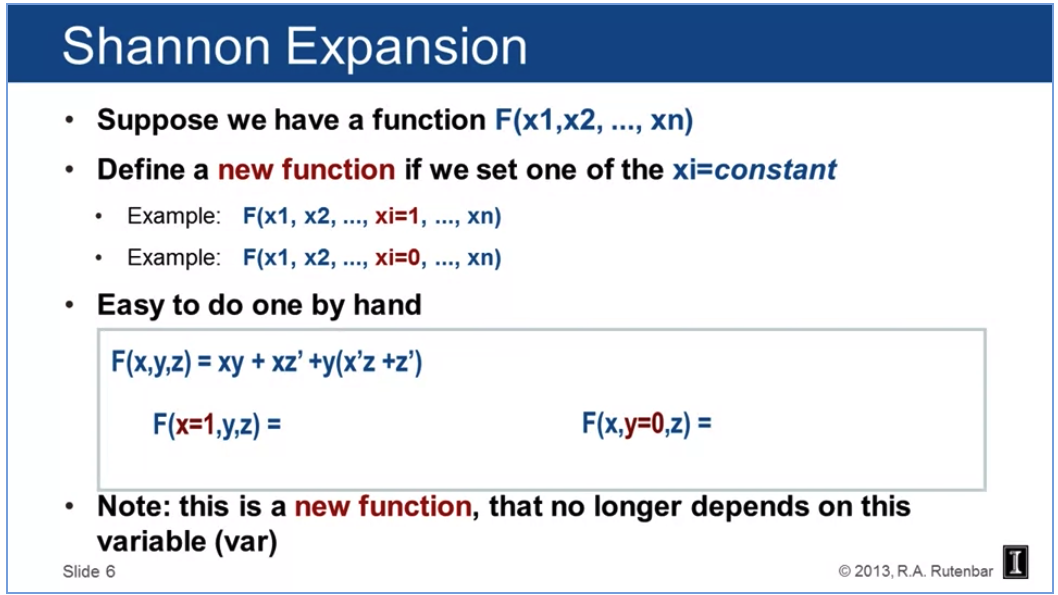 Shannon Expansion
• Suppose we have a function F(x1,x2, ..., xn)
• Define a new function if we set one of the xi=constant
• Example: F(x1, x2, ..., xi=1, ..., xn)
• Example: F(x1, x2, ..., xi=0, ..., xn)
• Easy to do one by hand
F(x,y,z) = xy + xz’ +y(x’z +z’)
F(x=1,y,z) = F(x,y=0,z) =
• Note: this is a new function, that no longer depends on this
variable (var)
Slide 6 © 2013, R.A. Rutenbar I